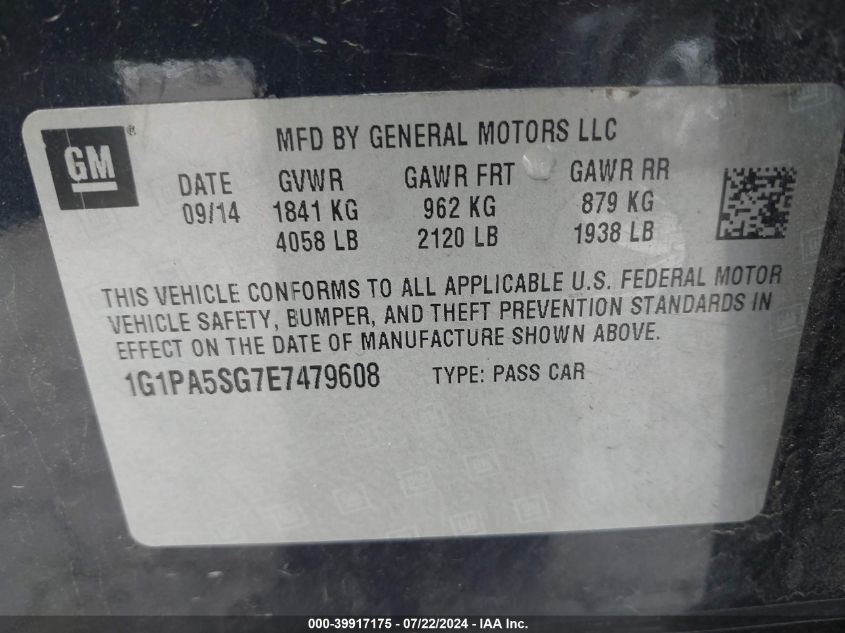 GM®
MFD BY GENERAL MOTORS LLC
DATE GVWR GAWR FRT GAWR RR
09/14 1841 KG 962 KG 879 KG
4058 LB 2120 LB 1938 LB
THIS VEHICLE CONFORMS TO ALL APPLICABLE U.S. FEDERAL MOTOR
VEHICLE SAFETY, BUMPER, AND THEFT PREVENTION STANDARDS IN
EFFECT ON THE DATE OF MANUFACTURE SHOWN ABOVE.
1G1PA5SG7E7479608 TYPE: PASS CAR
000-39917175 - 07/22/2024 - IAA Inc.